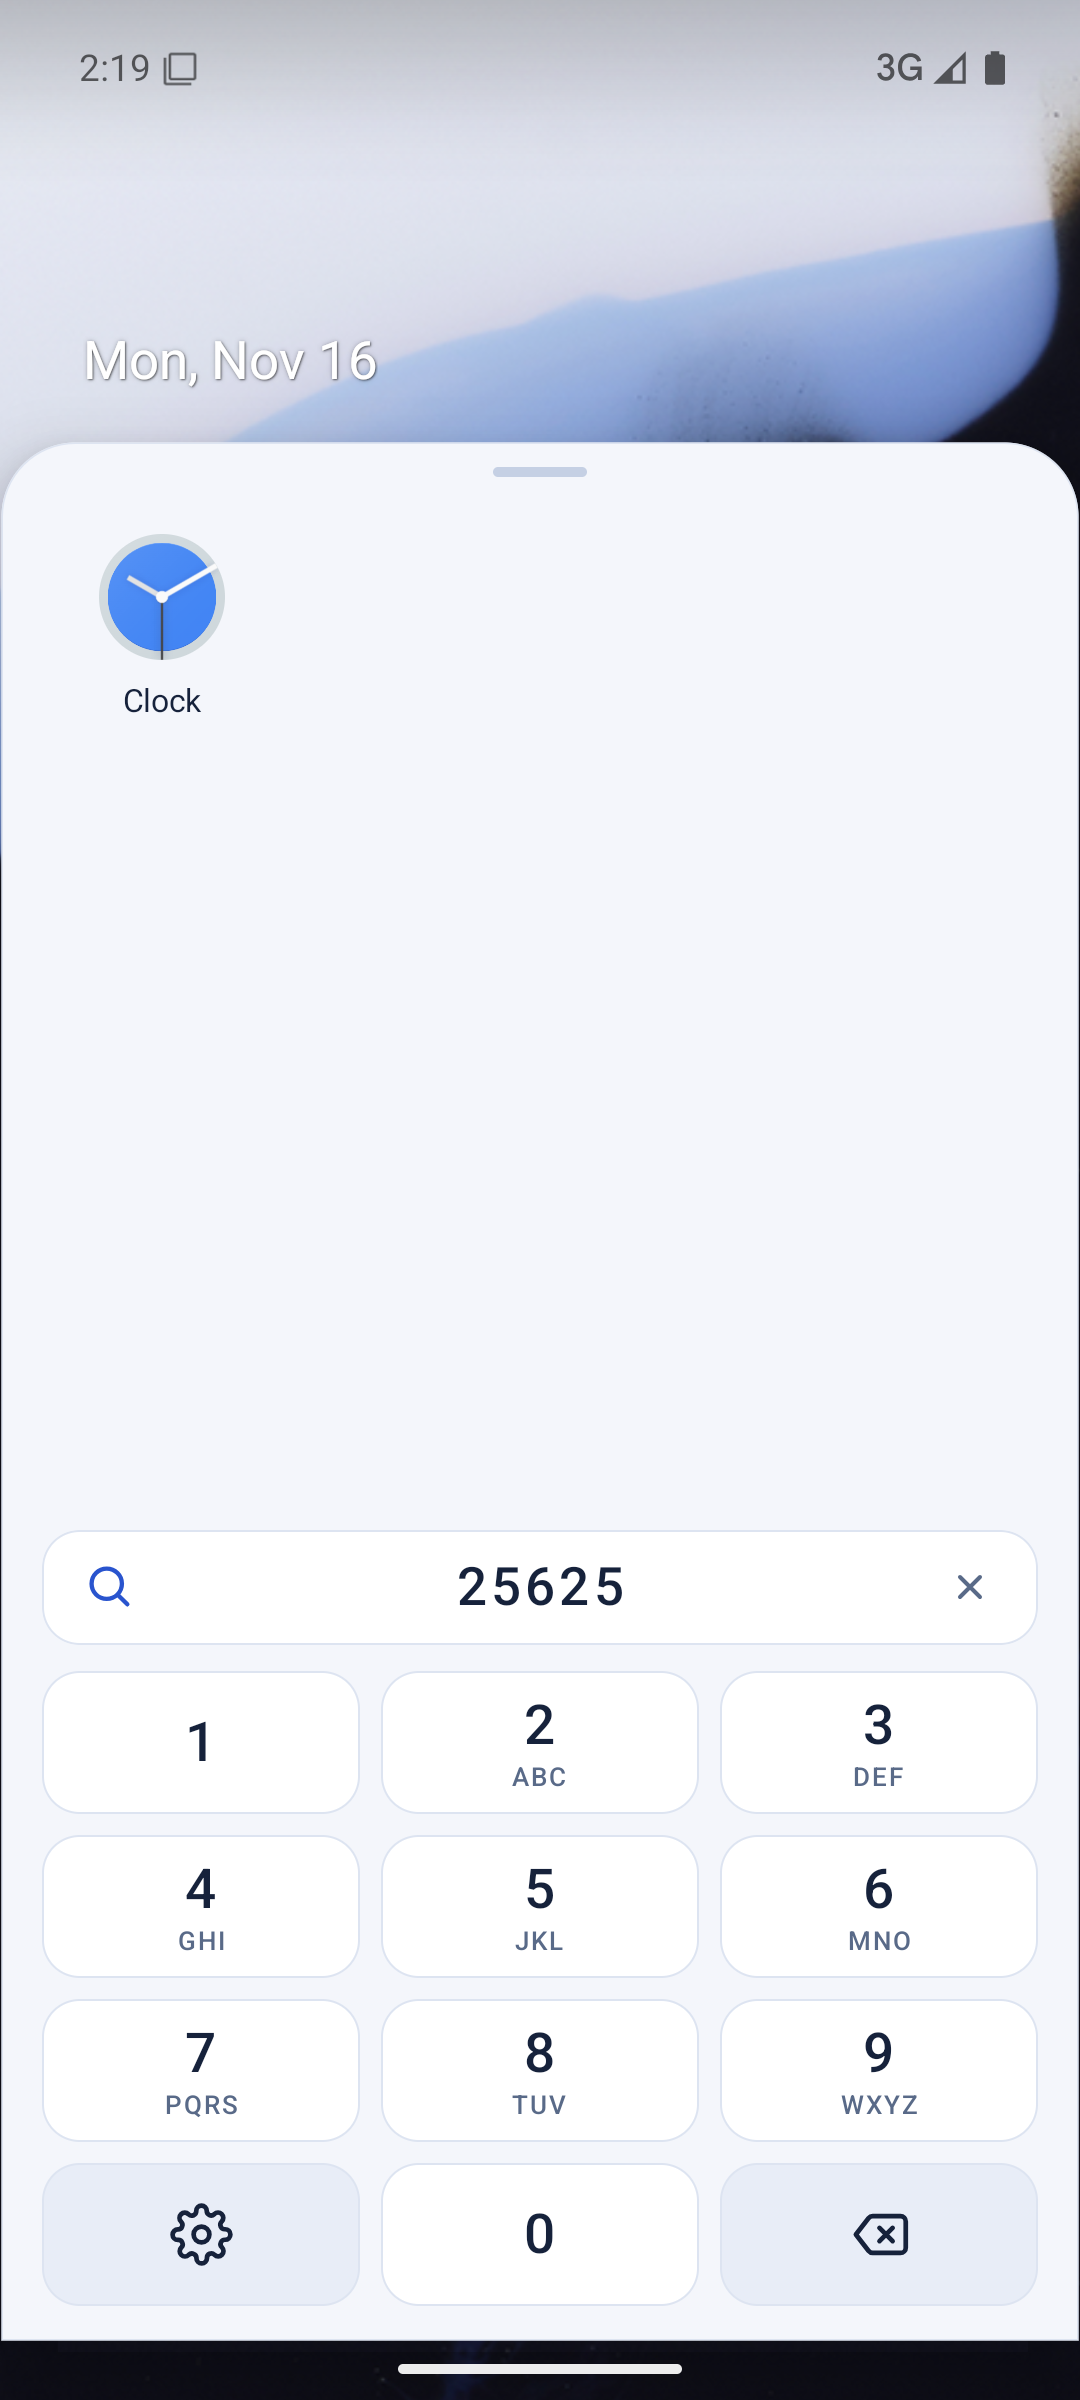 2:19
3G
Mon, Nov 16
Clock
25625
1
2
ABC
3
DEF
4
GHI
5
JKL
6
MNO
7
PQRS
8
TUV
9
WXYZ
0